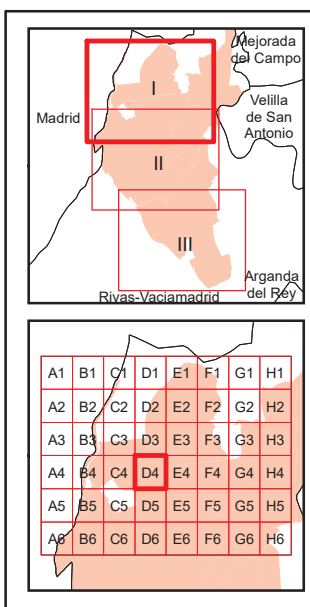 Mejorada
del Campo
I
Madrid
Velilla
de San
Antonio
II
III
Arganda
del Rey
Rivas-Vaciamadrid
A1 B1 C1 D1 E1 F1 G1 H1
A2 B2 C2 D2 E2 F2 G2 H2
A3 B3 C3 D3 E3 F3 G3 H3
A4 B4 C4 D4 E4 F4 G4 H4
A5 B5 C5 D5 E5 F5 G5 H5
A6 B6 C6 D6 E6 F6 G6 H6